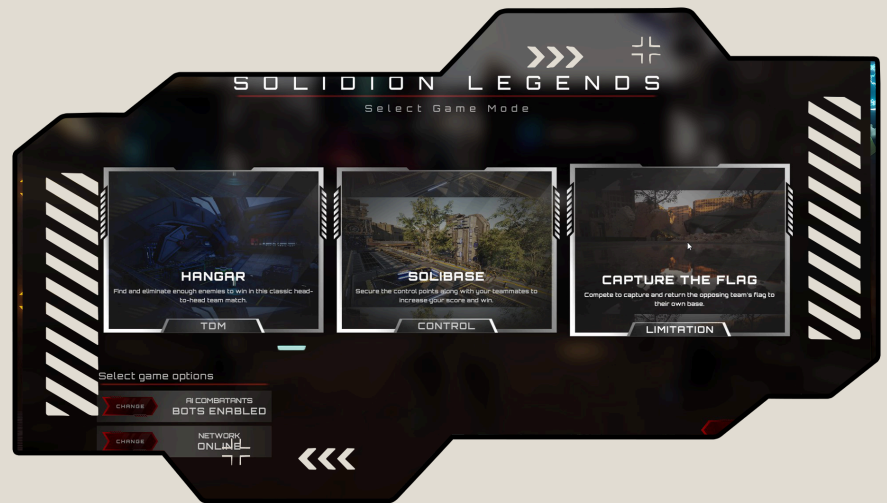 SOLIDION LEGENDS
Select Game Mode
HANGAR
Find and eliminate enough enemies to win in this classic head-
to-head team match.
TDM
SOLIBASE
Secure the control points along with your teammates to
increase your score and win.
CONTROL
CAPTURE THE FLAG
Compete to capture and return the opposing team's flag to
their own base.
LIMITATION
Select game options
CHANGE
AI COMBATANTS
BOTS ENABLED
CHANGE
NETWORK
ONLINE